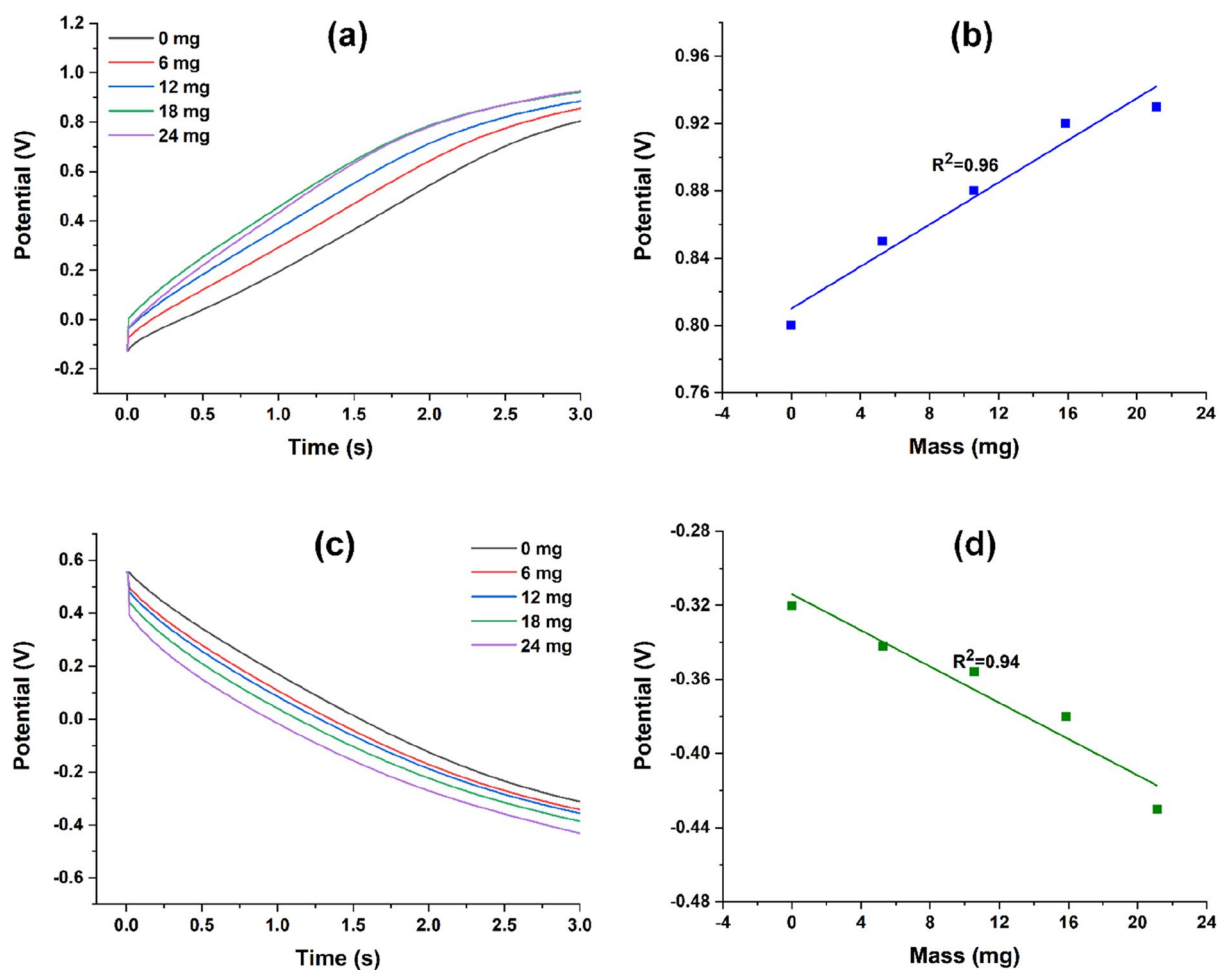 (a)
0 mg
6 mg
12 mg
18 mg
24 mg
1.2
1.0
0.8
0.6
0.4
0.2
0.0
-0.2
Potential (V)
0.0 0.5 1.0 1.5 2.0 2.5 3.0
Time (s)
(b)
R²=0.96
0.96
0.92
0.88
0.84
0.80
0.76
Potential (V)
-4 0 4 8 12 16 20 24
Mass (mg)
(c)
0 mg
6 mg
12 mg
18 mg
24 mg
0.6
0.4
0.2
0.0
-0.2
-0.4
-0.6
Potential (V)
0.0 0.5 1.0 1.5 2.0 2.5 3.0
Time (s)
(d)
R²=0.94
-0.28
-0.32
-0.36
-0.40
-0.44
-0.48
Potential (V)
-4 0 4 8 12 16 20 24
Mass (mg)